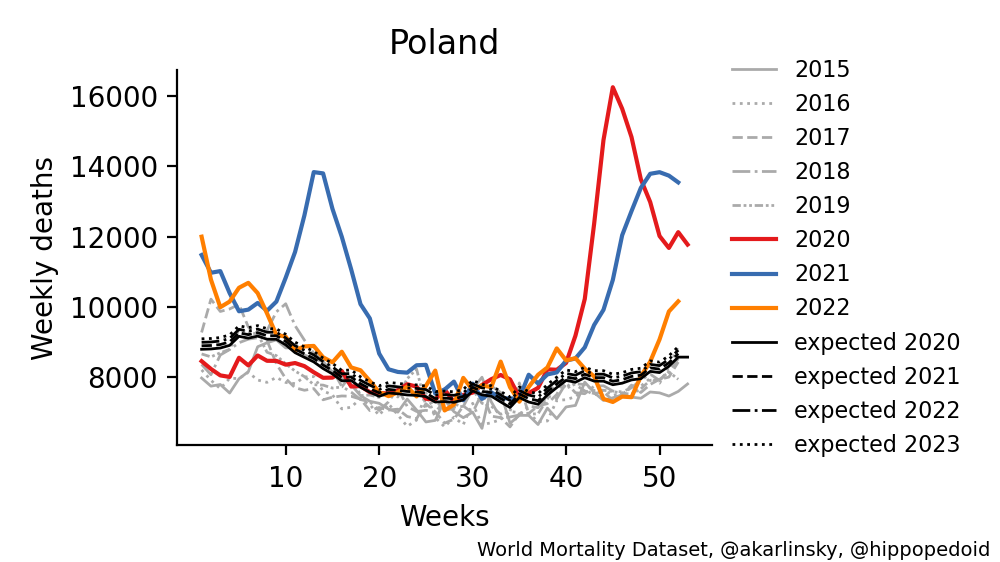 Poland
Weekly deaths
16000
14000
12000
10000
8000
10 20 30 40 50
Weeks
2015
2016
2017
2018
2019
2020
2021
2022
expected 2020
expected 2021
expected 2022
expected 2023
World Mortality Dataset, @akarlinsky, @hippopedoid